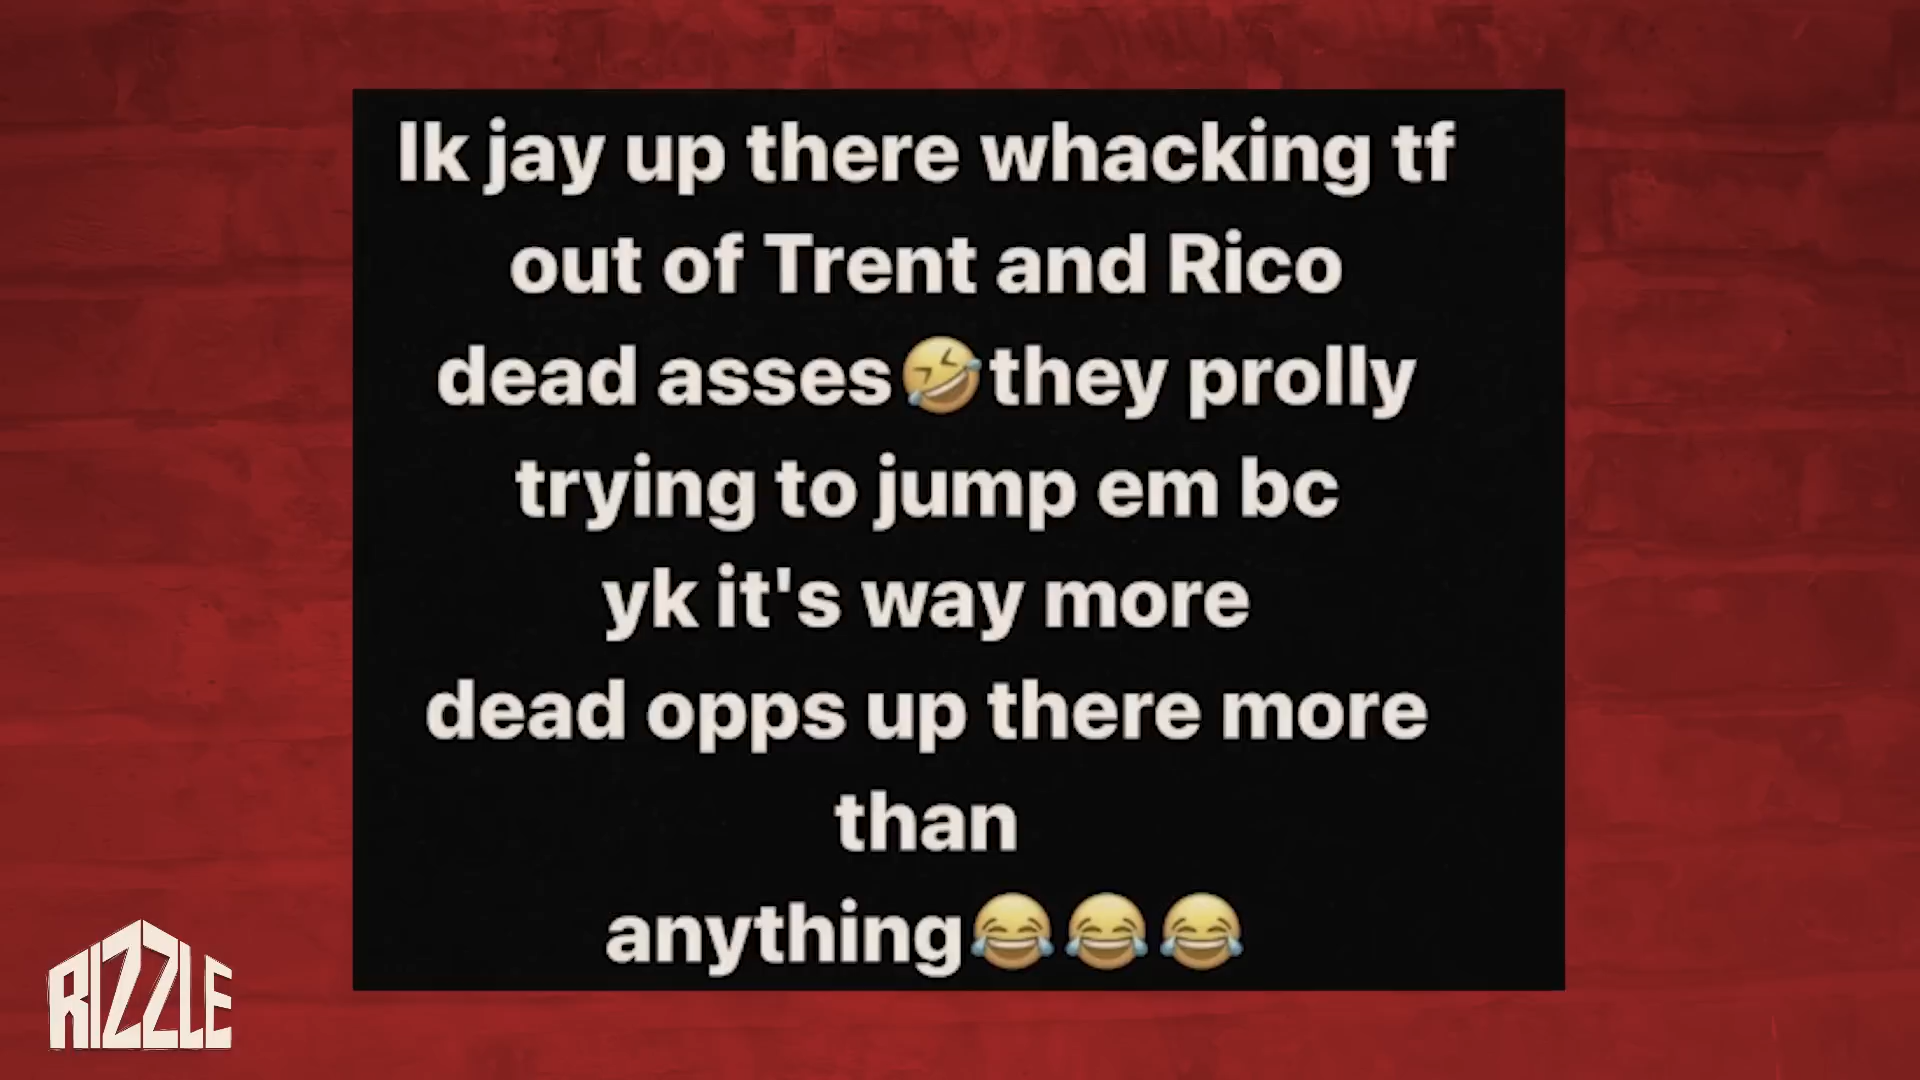 Ik jay up there whacking tf
out of Trent and Rico
dead asses🤣they prolly
trying to jump em bc
yk it's way more
dead opps up there more
than
anything😂😂😂
RIZZLE